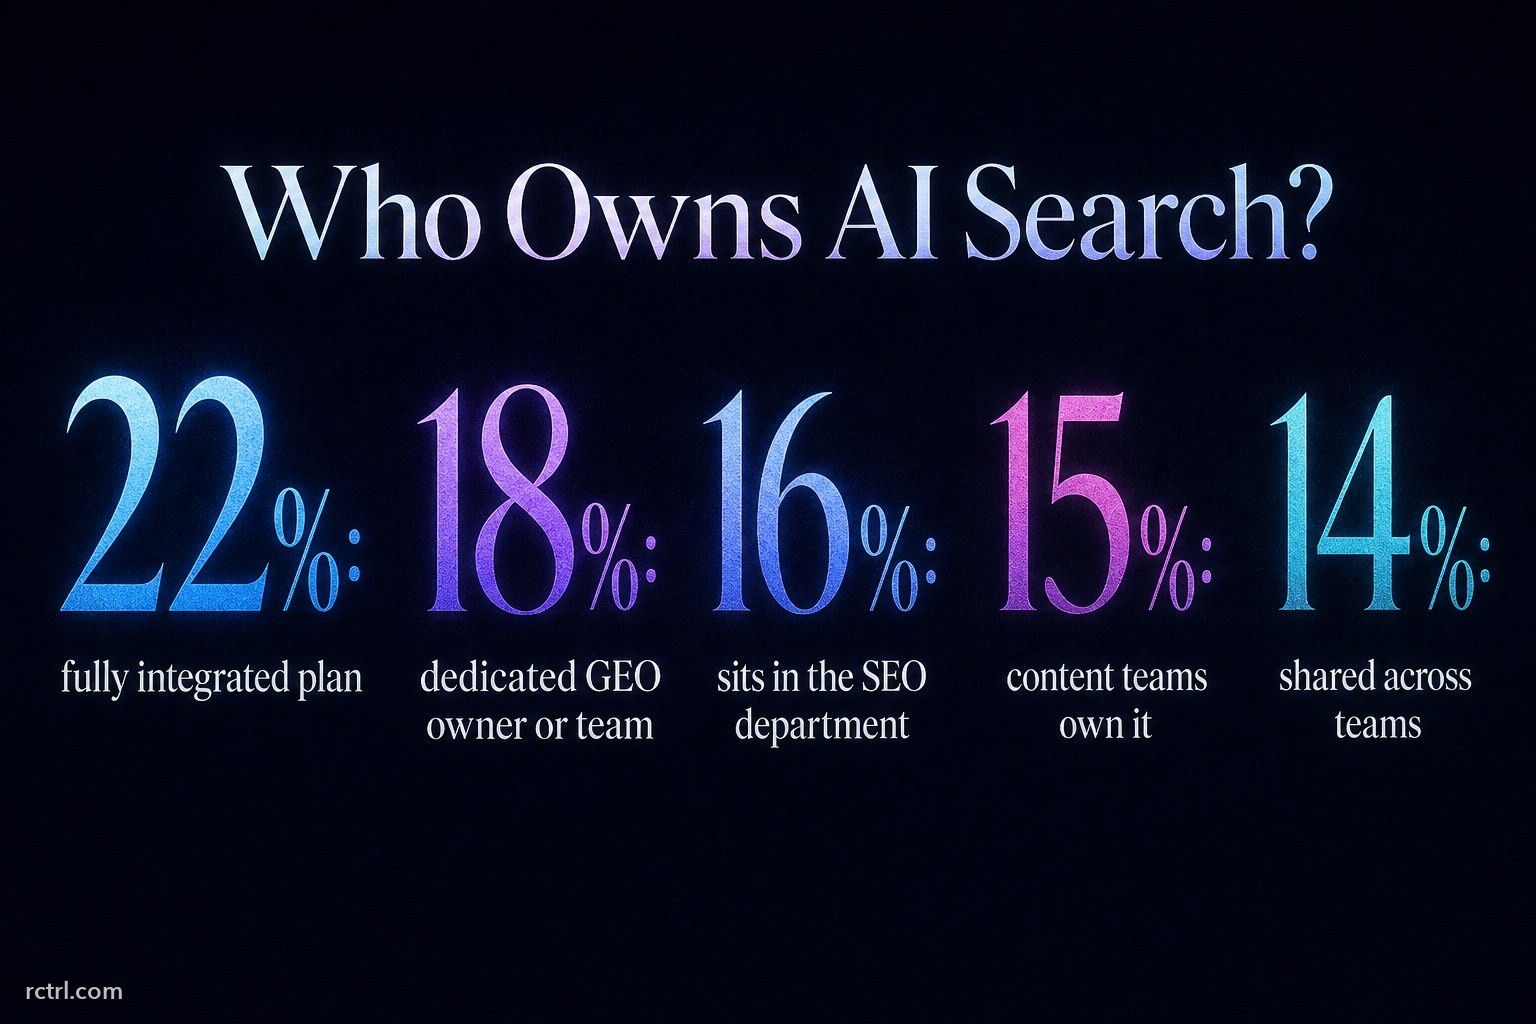 Who Owns AI Search?
22%:
fully integrated plan
18%:
dedicated GEO
owner or team
16%:
sits in the SEO
department
15%:
content teams
own it
14%:
shared across
teams
rctrl.com